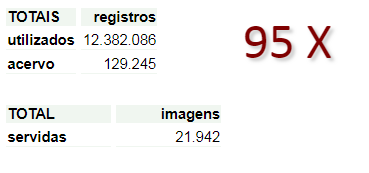 TOTAIS registros
utilizados 12.382.086
acervo 129.245
95 X
TOTAL imagens
servidas 21.942